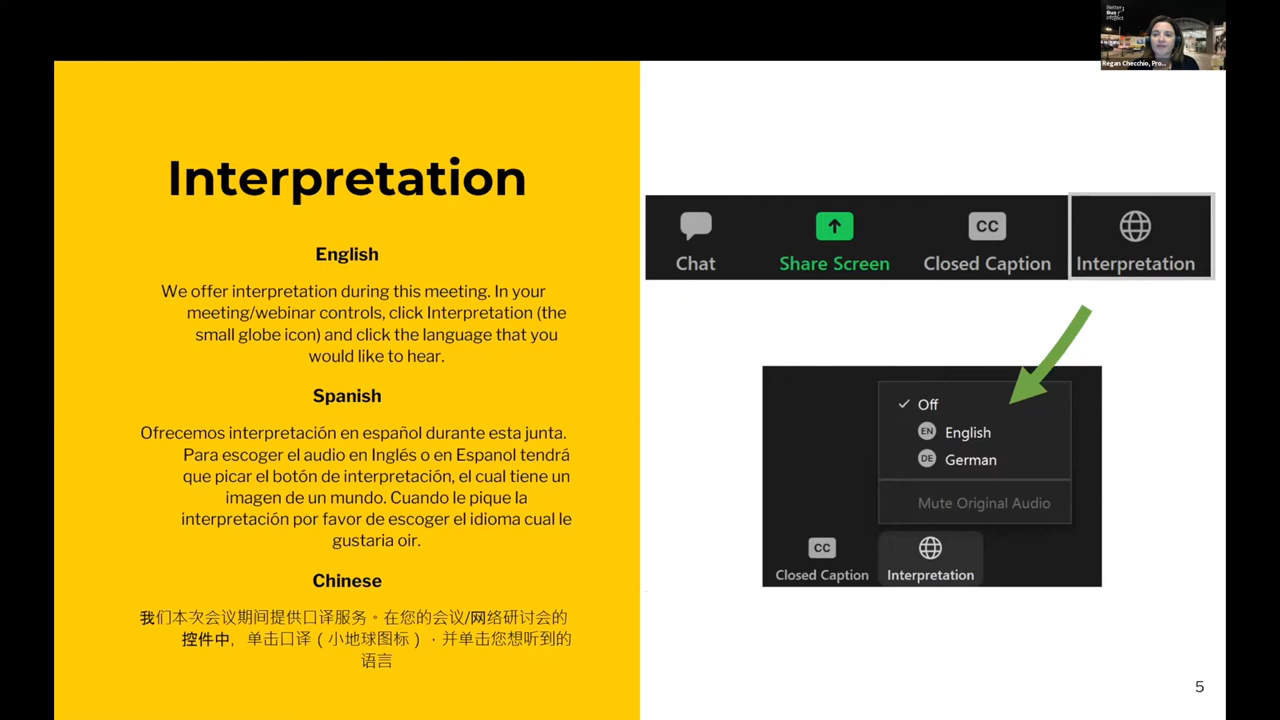 Better
Bus
Project
Regan Checchio, Pro...
Interpretation
English
We offer interpretation during this meeting. In your
meeting/webinar controls, click Interpretation (the
small globe icon) and click the language that you
would like to hear.
Spanish
Ofrecemos interpretación en español durante esta junta.
Para escoger el audio en Inglés o en Espanol tendrá
que picar el botón de interpretación, el cual tiene un
imagen de un mundo. Cuando le pique la
interpretación por favor de escoger el idioma cual le
gustaria oir.
Chinese
我们本次会议期间提供口译服务。在您的会议/网络研讨会的
控件中，单击口译（小地球图标），并单击您想听到的
语言
Chat
Share Screen
CC
Closed Caption
Interpretation
Off
EN English
DE German
Mute Original Audio
CC
Closed Caption
Interpretation
5